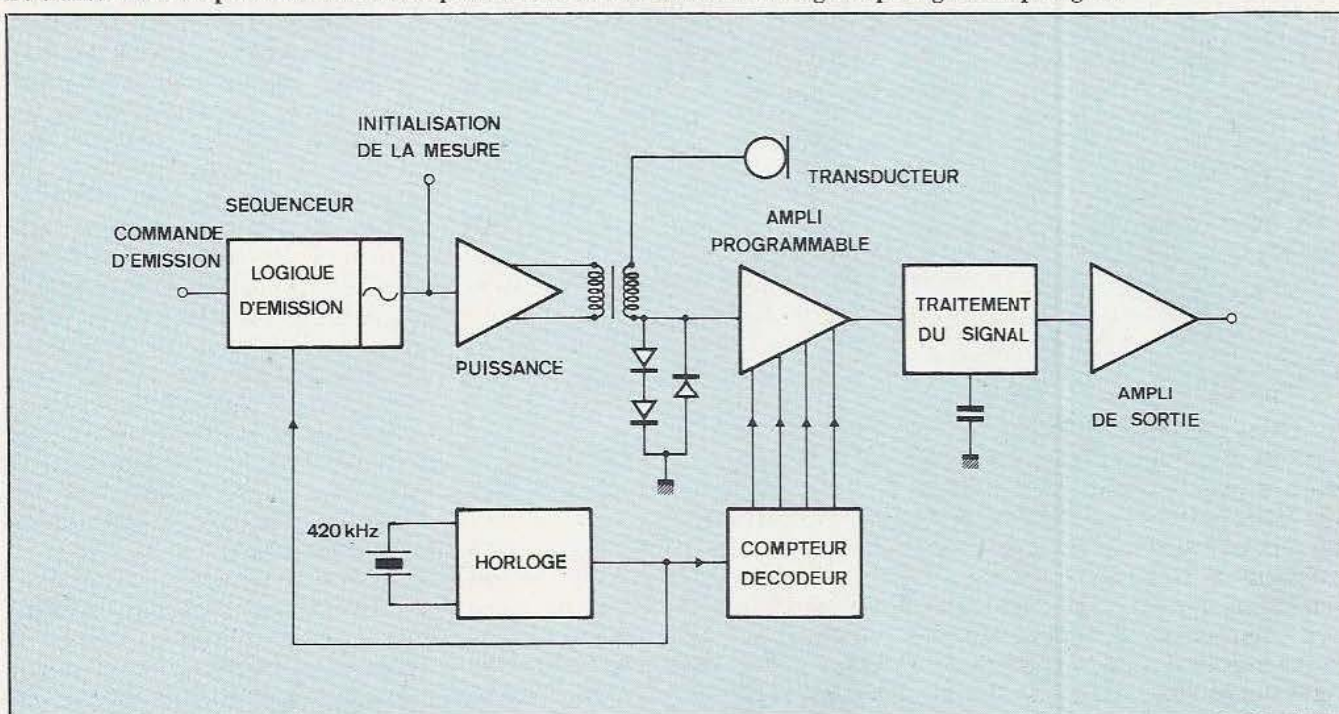 INITIALISATION
DE LA MESURE
SEQUENCEUR
COMMANDE
D'EMISSION
LOGIQUE
D'EMISSION
PUISSANCE
TRANSDUCTEUR
AMPLI
PROGRAMMABLE
TRAITEMENT
DU SIGNAL
AMPLI
DE SORTIE
420 kHz
HORLOGE
COMPTEUR
DECODEUR